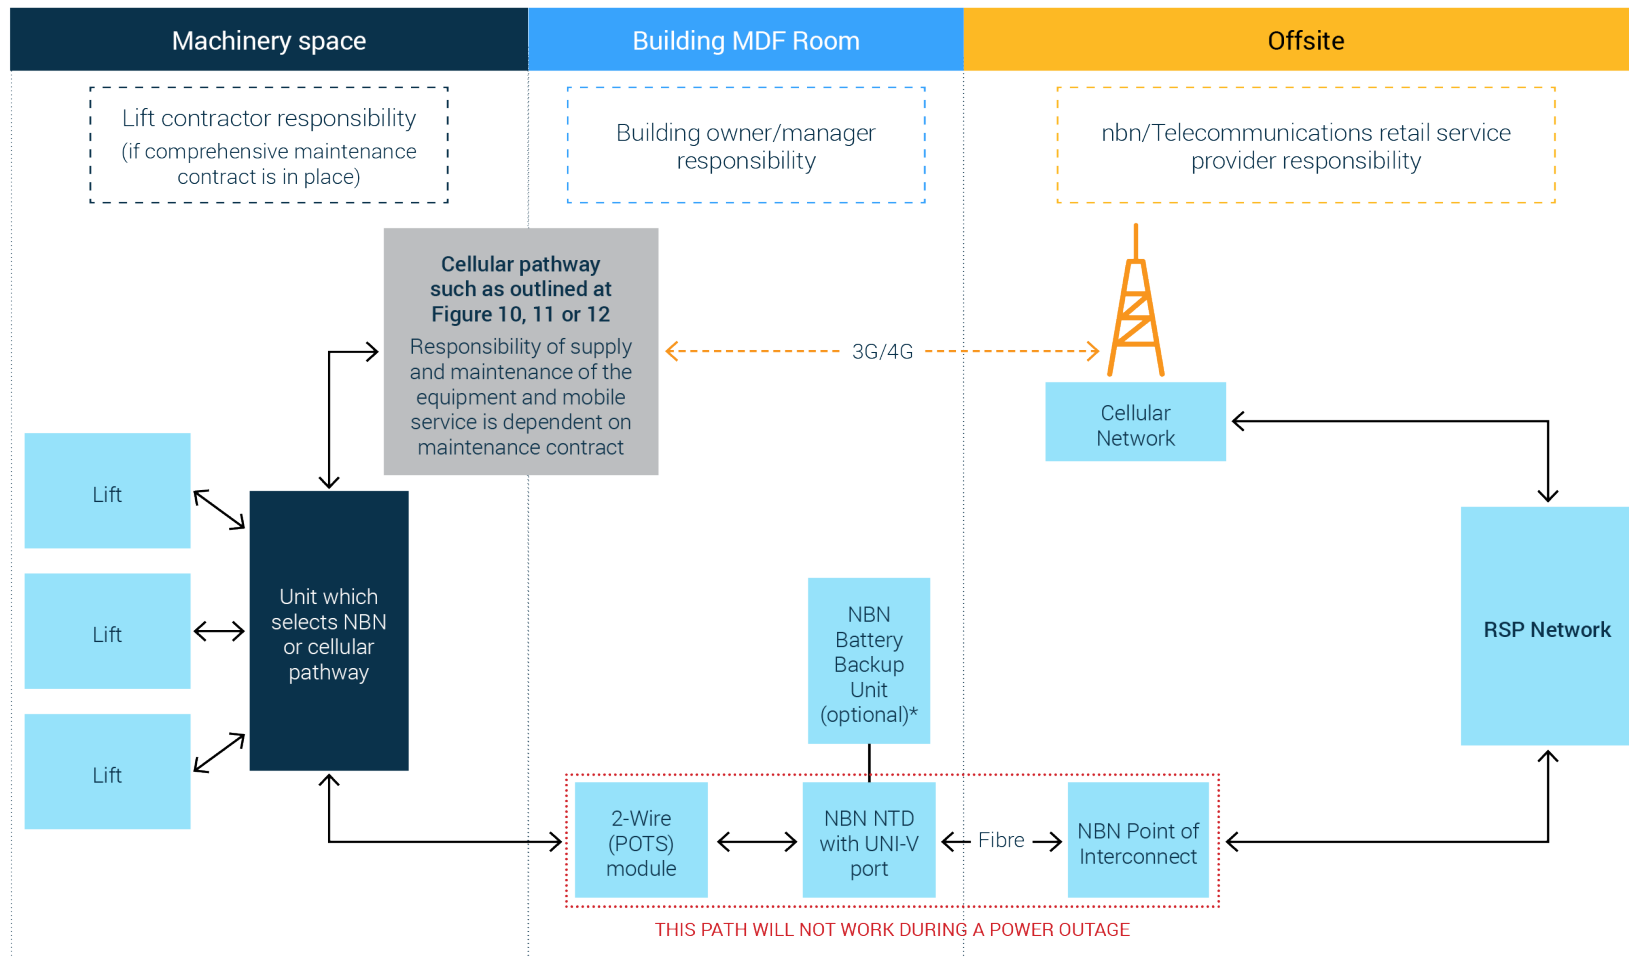 Machinery space
Building MDF Room
Offsite
Lift contractor responsibility
(if comprehensive maintenance
contract is in place)
Building owner/manager
responsibility
nbn/Telecommunications retail service
provider responsibility
Cellular pathway
such as outlined at
Figure 10, 11 or 12
Responsibility of supply
and maintenance of the
equipment and mobile
service is dependent on
maintenance contract
3G/4G
Cellular
Network
Lift
Lift
Lift
Unit which
selects NBN
or cellular
pathway
NBN
Battery
Backup
Unit
(optional)*
RSP Network
2-Wire
(POTS)
module
NBN NTD
with UNI-V
port
Fibre
NBN Point of
Interconnect
THIS PATH WILL NOT WORK DURING A POWER OUTAGE